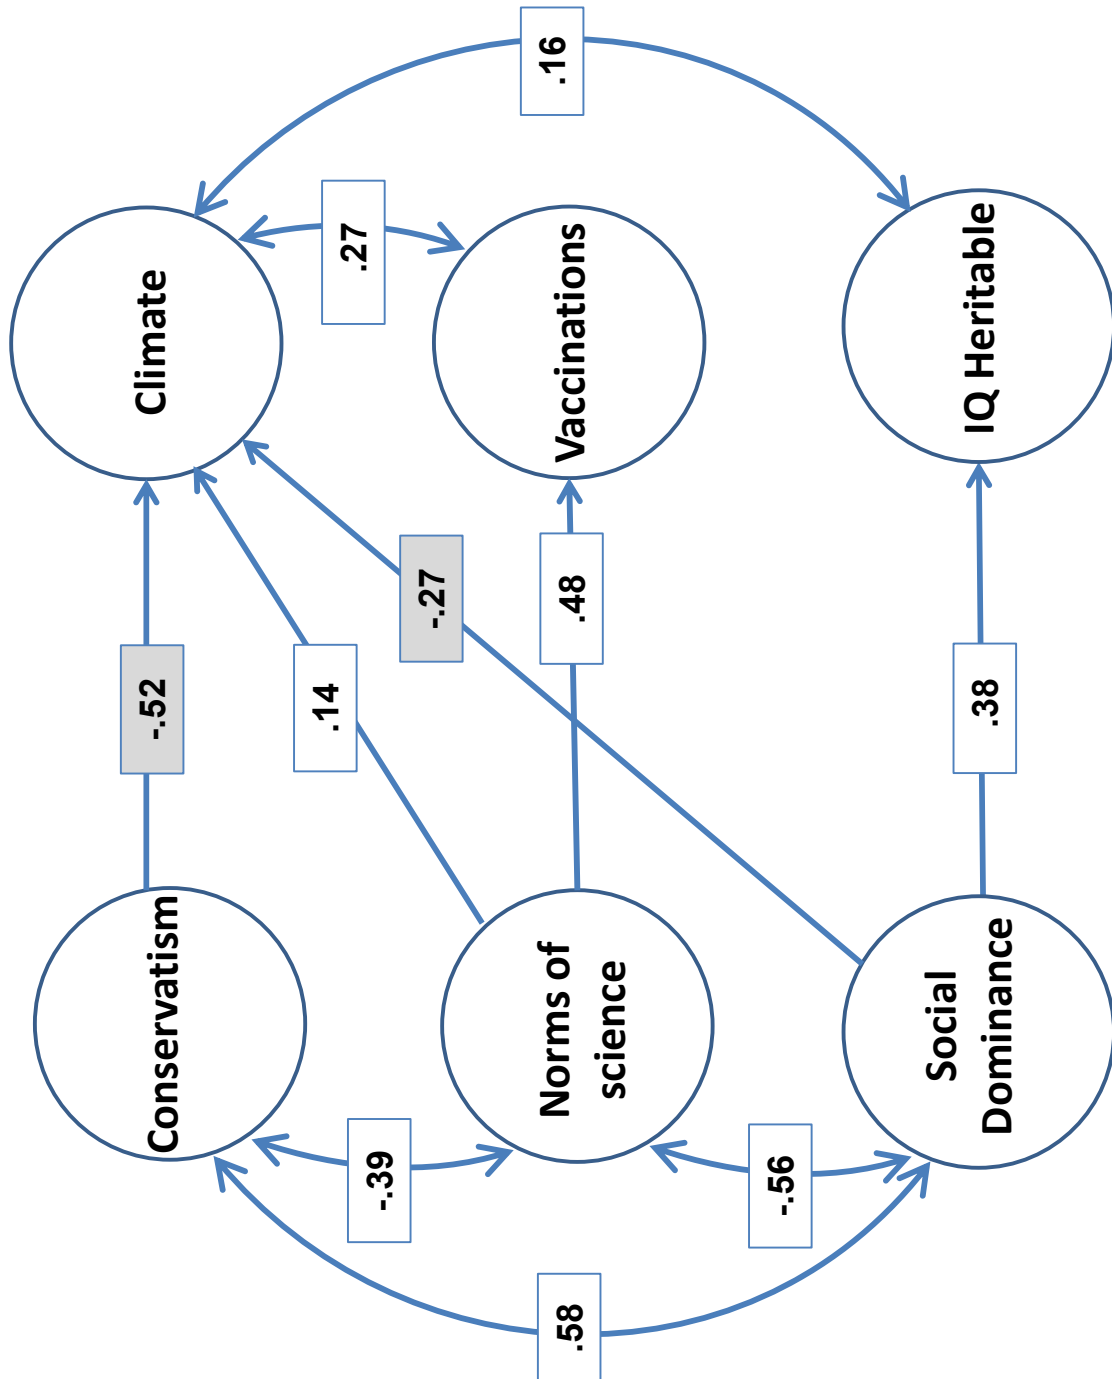 Conservatism
Norms of
science
Social
Dominance
-.39
-.56
.58
-.52
.14
-.27
.48
.38
Climate
Vaccinations
IQ Heritable
.27
.16